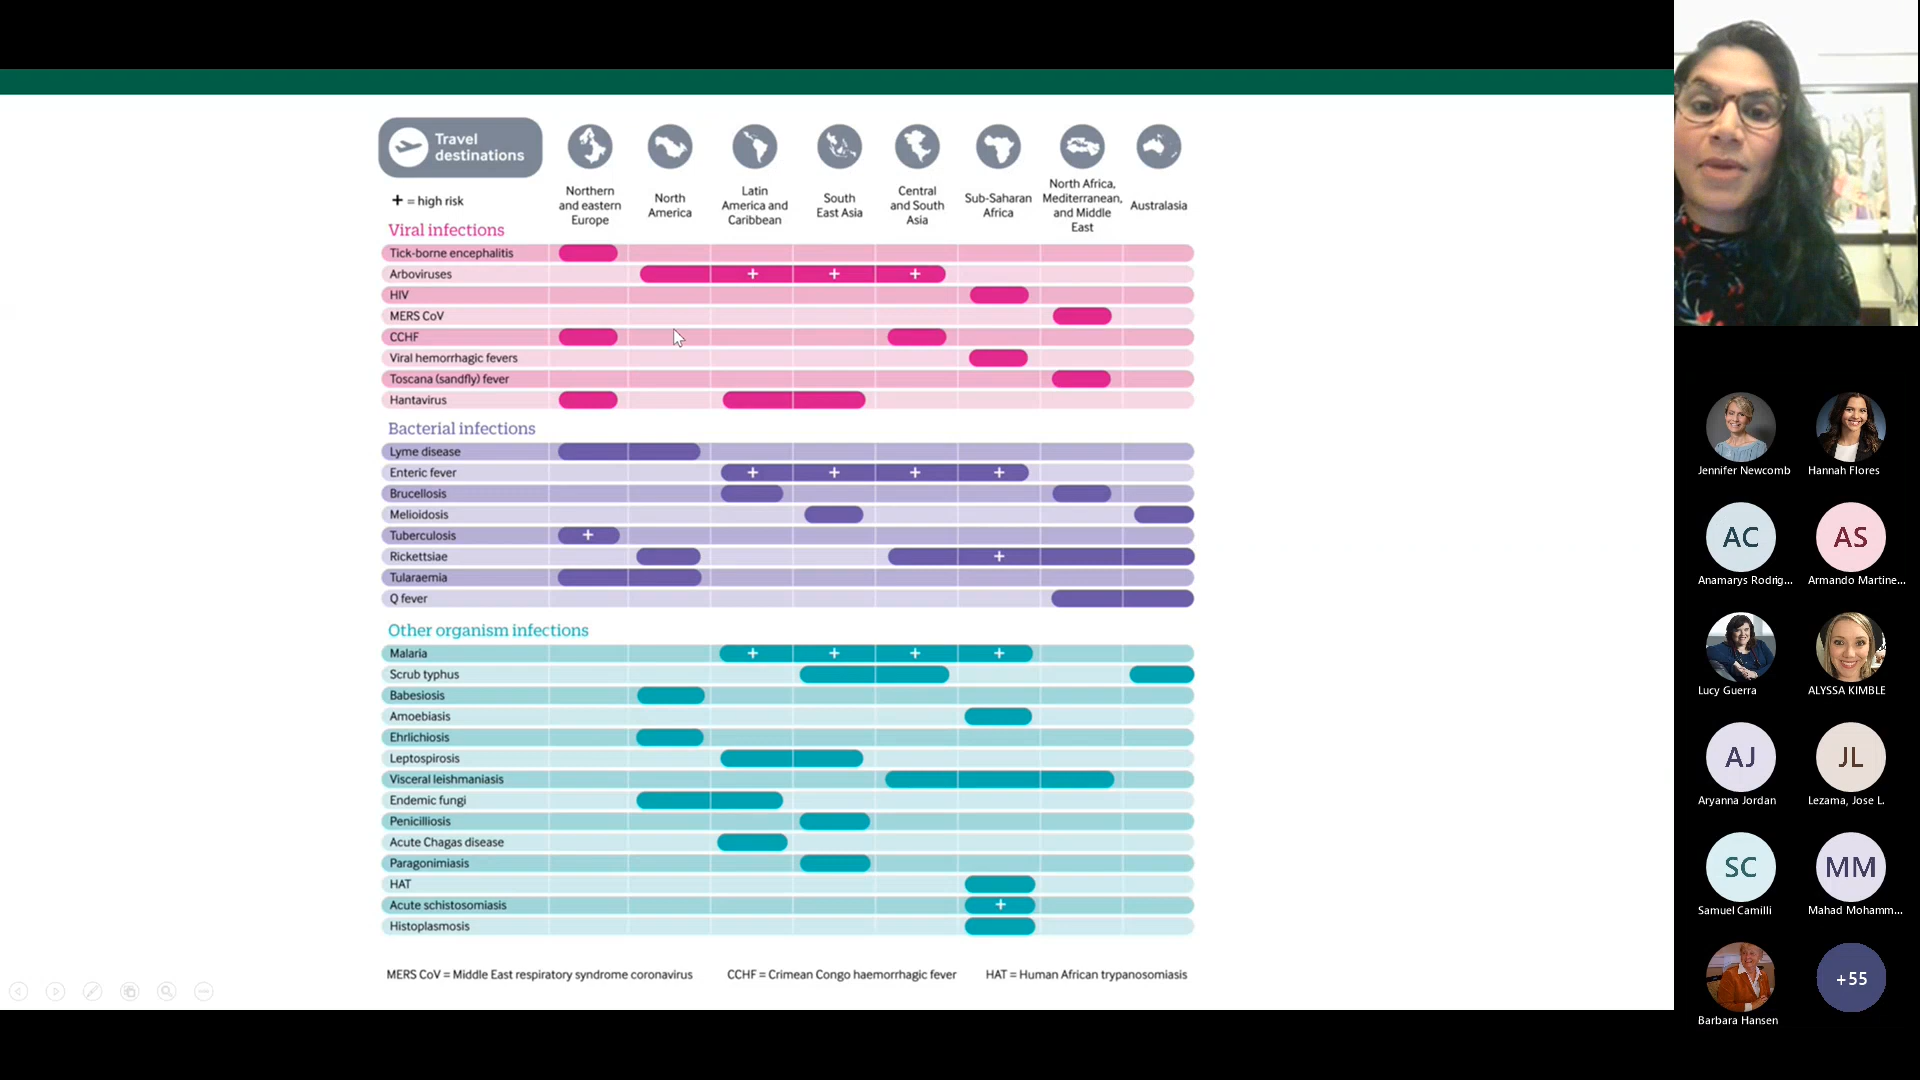 Travel
destinations
+ = high risk
Northern
and eastern
Europe
North
America
Latin
America and
Caribbean
South
East Asia
Central
and South
Asia
Sub-Saharan
Africa
North Africa,
Mediterranean,
and Middle
East
Australasia
Viral infections
Tick-borne encephalitis
Arboviruses + + +
HIV
MERS CoV
CCHF
Viral hemorrhagic fevers
Toscana (sandfly) fever
Hantavirus
Bacterial infections
Lyme disease
Enteric fever + + + +
Brucellosis
Melioidosis
Tuberculosis +
Rickettsiae +
Tularaemia
Q fever
Other organism infections
Malaria + + + +
Scrub typhus
Babesiosis
Amoebiasis
Ehrlichiosis
Leptospirosis
Visceral leishmaniasis
Endemic fungi
Penicilliosis
Acute Chagas disease
Paragonimiasis
HAT
Acute schistosomiasis +
Histoplasmosis
MERS CoV = Middle East respiratory syndrome coronavirus CCHF = Crimean Congo haemorrhagic fever HAT = Human African trypanosomiasis
Jennifer Newcomb Hannah Flores
AC AS
Anamarys Rodrig... Armando Martine...
Lucy Guerra ALYSSA KIMBLE
AJ JL
Aryanna Jordan Lezama, Jose L.
SC MM
Samuel Camilli Mahad Mohamm...
+55
Barbara Hansen